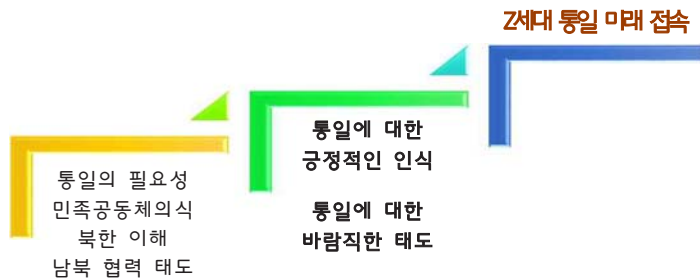 Z세대 통일 미래 접속
통일에 대한
긍정적인 인식
통일에 대한
바람직한 태도
통일의 필요성
민족공동체의식
북한 이해
남북 협력 태도